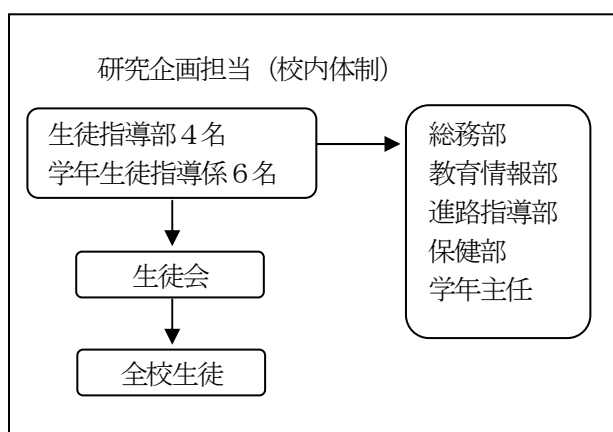 研究企画担当（校内体制）
生徒指導部４名
学年生徒指導係６名
生徒会
全校生徒
総務部
教育情報部
進路指導部
保健部
学年主任